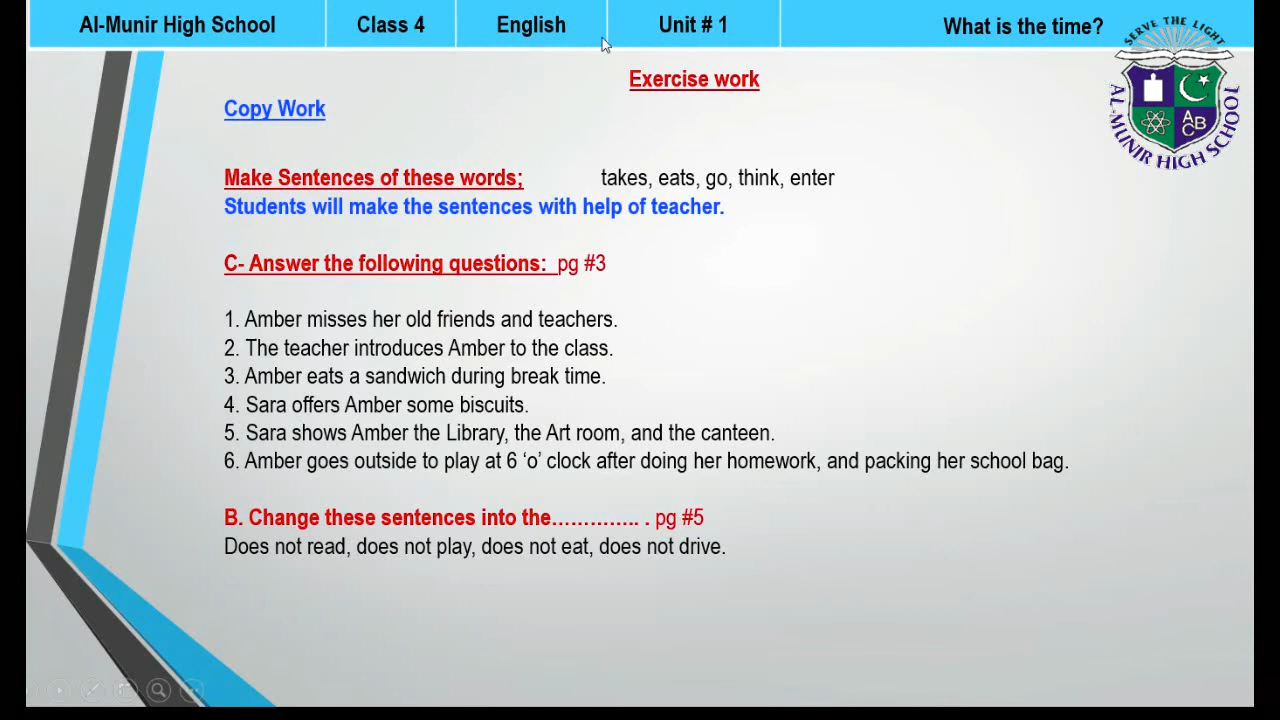 Al-Munir High School Class 4 English Unit # 1 What is the time?
SERVE THE LIGHT
A B C
AL-MUNIR HIGH SCHOOL
Exercise work
Copy Work
Make Sentences of these words; takes, eats, go, think, enter
Students will make the sentences with help of teacher.
C- Answer the following questions: pg #3
1. Amber misses her old friends and teachers.
2. The teacher introduces Amber to the class.
3. Amber eats a sandwich during break time.
4. Sara offers Amber some biscuits.
5. Sara shows Amber the Library, the Art room, and the canteen.
6. Amber goes outside to play at 6 ‘o’ clock after doing her homework, and packing her school bag.
B. Change these sentences into the………….. . pg #5
Does not read, does not play, does not eat, does not drive.